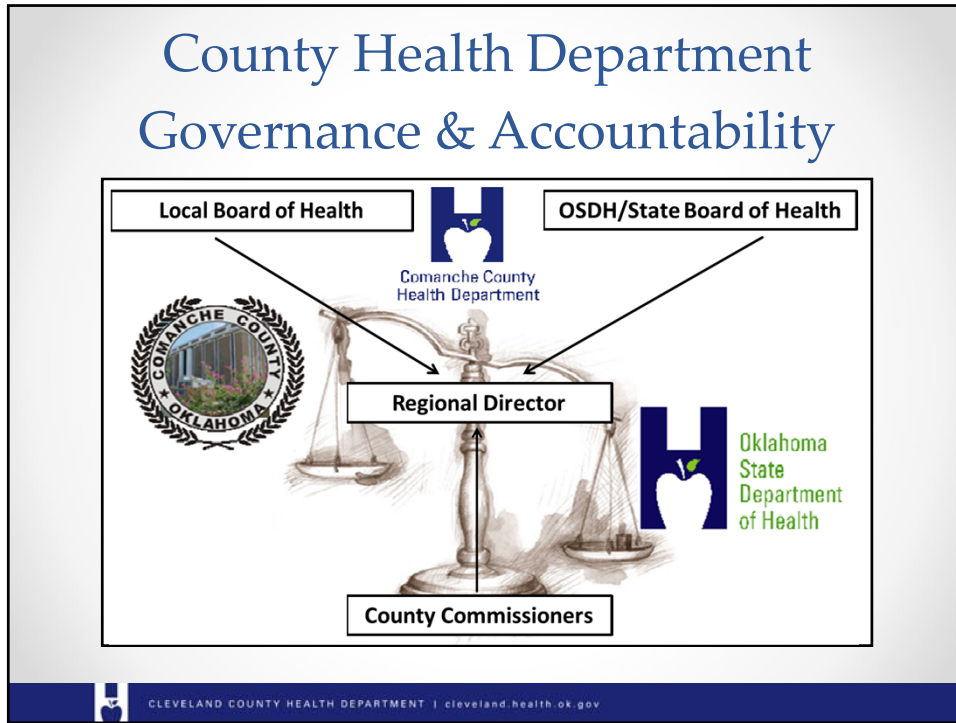 County Health Department
Governance & Accountability
Local Board of Health
OSDH/State Board of Health
Comanche County
Health Department
COMANCHE COUNTY
OKLAHOMA
Regional Director
Oklahoma
State
Department
of Health
County Commissioners
CLEVELAND COUNTY HEALTH DEPARTMENT | cleveland.health.ok.gov